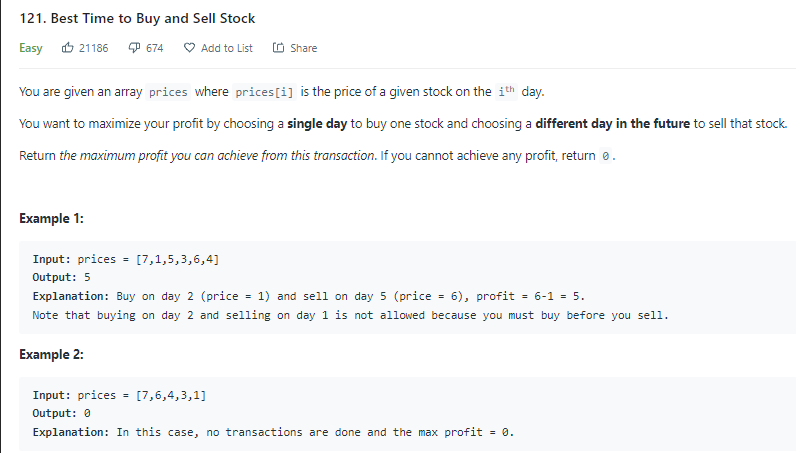 121. Best Time to Buy and Sell Stock
Easy 21186 674 Add to List Share
You are given an array prices where prices[i] is the price of a given stock on the ith day.
You want to maximize your profit by choosing a single day to buy one stock and choosing a different day in the future to sell that stock.
Return the maximum profit you can achieve from this transaction. If you cannot achieve any profit, return 0.
Example 1:
Input: prices = [7,1,5,3,6,4]
Output: 5
Explanation: Buy on day 2 (price = 1) and sell on day 5 (price = 6), profit = 6-1 = 5.
Note that buying on day 2 and selling on day 1 is not allowed because you must buy before you sell.
Example 2:
Input: prices = [7,6,4,3,1]
Output: 0
Explanation: In this case, no transactions are done and the max profit = 0.